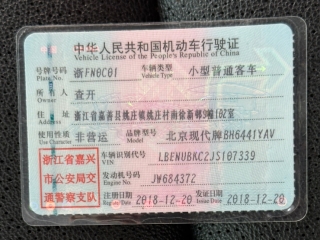 中华人民共和国机动车行驶证
Vehicle License of the People's Republic of China
号牌号码 Plate No. 浙FN0C01 车辆类型 Vehicle Type 小型普通客车
所有人 Owner 查开
住址 Address 浙江省嘉善县姚庄镇姚庄村南徐新邨9幢102室
使用性质 Use Character 非营运 品牌型号 Model 北京现代牌BH6441YAV
浙江省嘉兴
市公安局交
通警察支队
车辆识别代号 VIN LBENUBKC2JS107339
发动机号码 Engine No. JW684372
注册日期 Register Date 2018-12-20 发证日期 Issue Date 2018-12-20